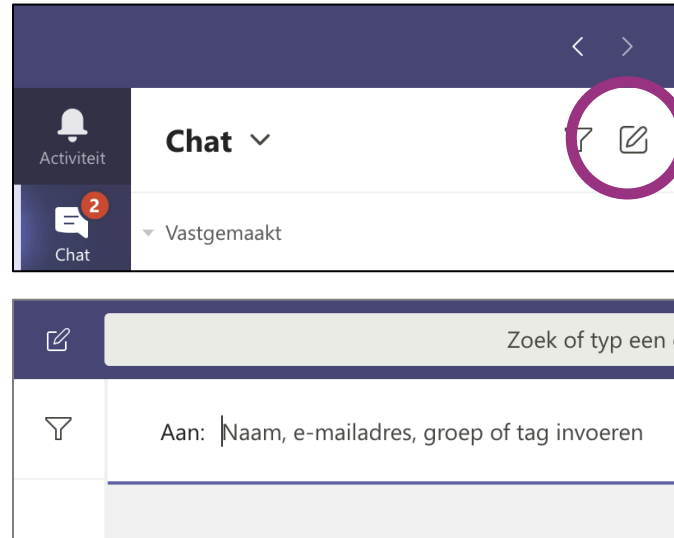 Activiteit
Chat
2
Chat
Vastgemaakt
Zoek of typ een
Aan: Naam, e-mailadres, groep of tag invoeren